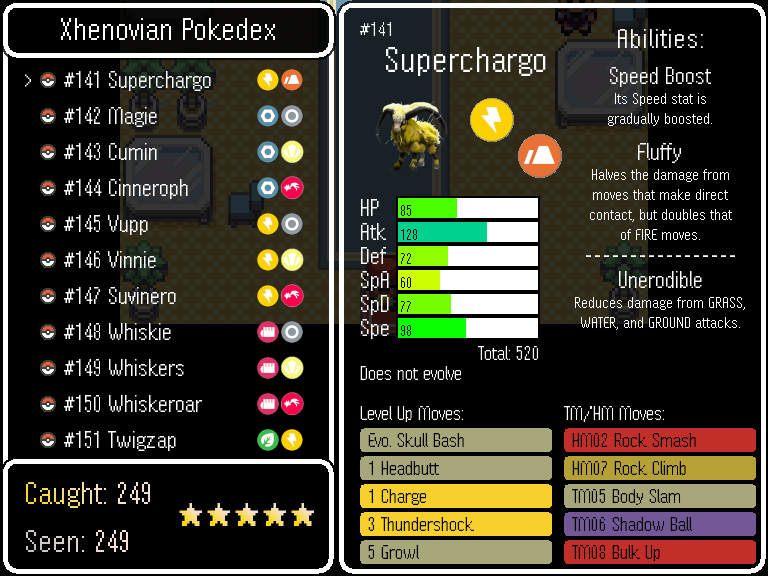 Xhenovian Pokedex
> #141 Superchargo
#142 Magie
#143 Cumin
#144 Cinneroph
#145 Vupp
#146 Vinnie
#147 Suvinero
#148 Whiskie
#149 Whiskers
#150 Whiskeroar
#151 Twigzap
Caught: 249
Seen: 249
#141
Superchargo
HP 85
Atk 128
Def 72
SpA 60
SpD 77
Spe 98
Total: 520
Does not evolve
Abilities:
Speed Boost
Its Speed stat is
gradually boosted.
Fluffy
Halves the damage from
moves that make direct
contact, but doubles that
of FIRE moves.
Unerodible
Reduces damage from GRASS,
WATER, and GROUND attacks.
Level Up Moves:
Evo. Skull Bash
1 Headbutt
1 Charge
3 Thundershock
5 Growl
TM/HM Moves:
HM02 Rock Smash
HM07 Rock Climb
TM05 Body Slam
TM06 Shadow Ball
TM08 Bulk Up